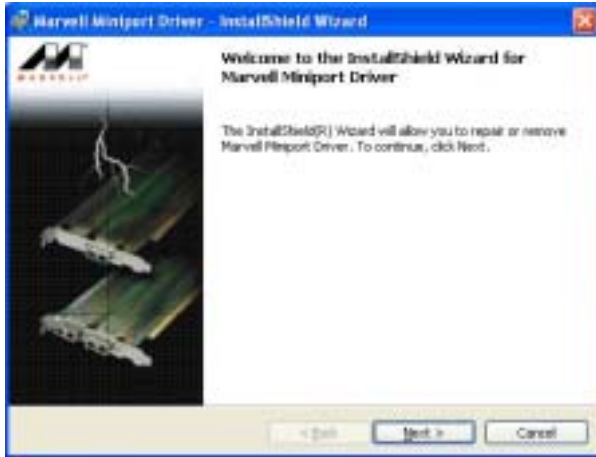 Marvell Miniport Driver - InstallShield Wizard
MARVELL
Welcome to the InstallShield Wizard for
Marvell Miniport Driver
The InstallShield(R) Wizard will allow you to repair or remove
Marvell Miniport Driver. To continue, click Next.
< Back
Next >
Cancel